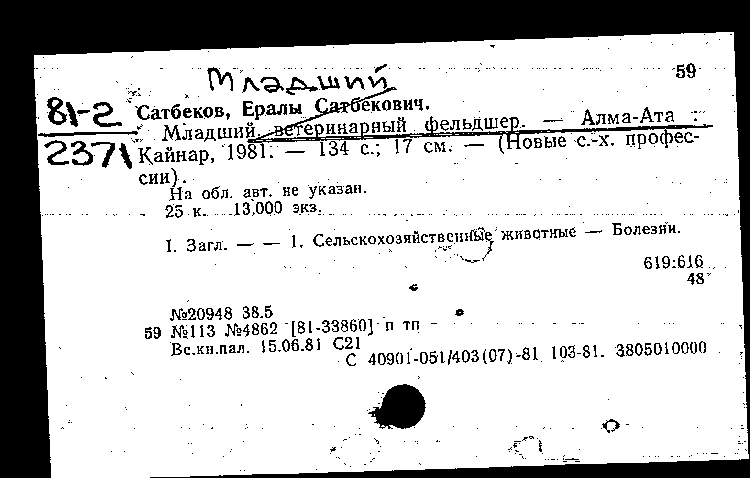 Младший
59
81-2
2371
Сатбеков, Ералы Сатбекович.
Младший ветеринарный фельдшер. — Алма-Ата :
Қайнар, 1981. — 134 с.; 17 см. — (Новые с.-х. профес-
сии).
На обл. авт. не указан.
25 к. 13,000 экз.
I. Загл. — — 1. Сельскохозяйственные животные — Болезни.
619:616
48
№20948 38.5
59 №113 №4862 [81-33860] п тп
Вс.кн.пал. 15.06.81 С21
С 40901-051/403(07)-81 103-81. 3805010000